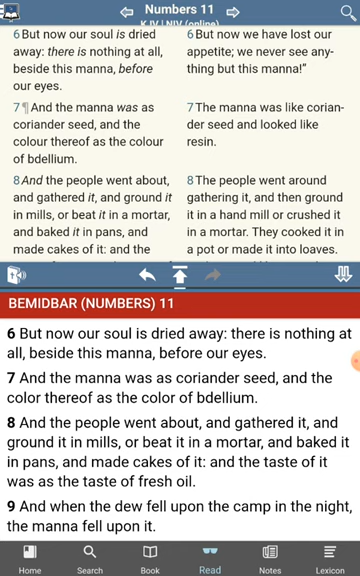 Numbers 11
KJV | NIV (online)
6 But now our soul is dried
away: there is nothing at all,
beside this manna, before
our eyes.
7 ¶ And the manna was as
coriander seed, and the
colour thereof as the colour
of bdellium.
8 And the people went about,
and gathered it, and ground it
in mills, or beat it in a mortar,
and baked it in pans, and
made cakes of it: and the
6 But now we have lost our
appetite; we never see any-
thing but this manna!”
7 The manna was like corian-
der seed and looked like
resin.
8 The people went around
gathering it, and then ground
it in a hand mill or crushed it
in a mortar. They cooked it in
a pot or made it into loaves.
BEMIDBAR (NUMBERS) 11
6 But now our soul is dried away: there is nothing at
all, beside this manna, before our eyes.
7 And the manna was as coriander seed, and the
color thereof as the color of bdellium.
8 And the people went about, and gathered it, and
ground it in mills, or beat it in a mortar, and baked it
in pans, and made cakes of it: and the taste of it
was as the taste of fresh oil.
9 And when the dew fell upon the camp in the night,
the manna fell upon it.
Home
Search
Book
Read
Notes
Lexicon